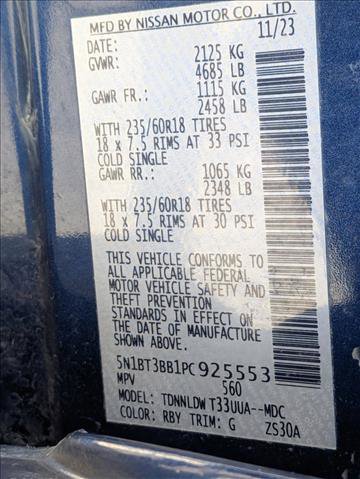 MFD BY NISSAN MOTOR CO., LTD.
DATE: 11/23
GVWR: 2125 KG
4685 LB
GAWR FR.: 1115 KG
2458 LB
WITH 235/60R18 TIRES
18 x 7.5 RIMS AT 33 PSI
COLD SINGLE
GAWR RR.: 1065 KG
2348 LB
WITH 235/60R18 TIRES
18 x 7.5 RIMS AT 30 PSI
COLD SINGLE
THIS VEHICLE CONFORMS TO
ALL APPLICABLE FEDERAL
MOTOR VEHICLE SAFETY AND
THEFT PREVENTION
STANDARDS IN EFFECT ON
THE DATE OF MANUFACTURE
SHOWN ABOVE.
5N1BT3BB1PC925553
MPV 560
MODEL: TDNNLDW T33UUA--MDC
COLOR: RBY TRIM: G ZS30A